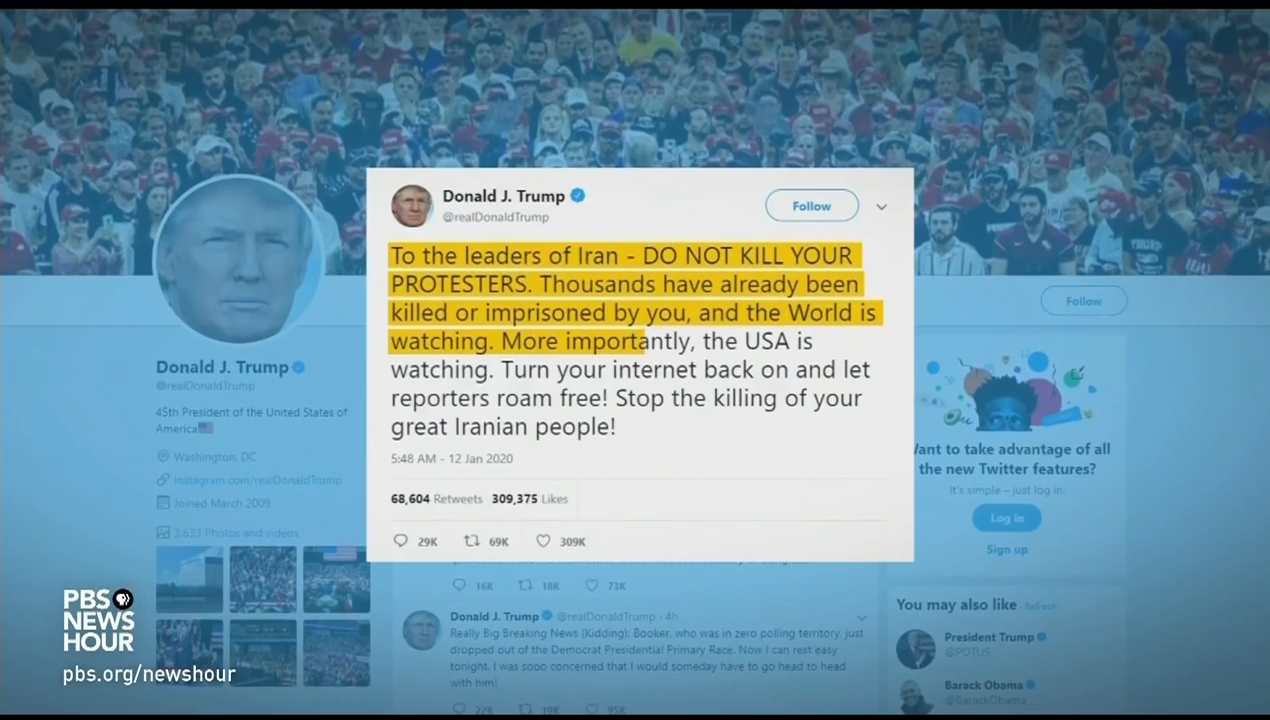 Donald J. Trump
@realDonaldTrump
Follow
To the leaders of Iran - DO NOT KILL YOUR
PROTESTERS. Thousands have already been
killed or imprisoned by you, and the World is
watching. More importantly, the USA is
watching. Turn your internet back on and let
reporters roam free! Stop the killing of your
great Iranian people!
5:48 AM - 12 Jan 2020
68,604 Retweets 309,375 Likes
29K 69K 309K
Follow
Donald J. Trump
@realDonaldTrump
45th President of the United States of
America
Washington, DC
Instagram.com/realDonaldTrump
Joined March 2009
3,633 Photos and videos
TRUMP
ant to take advantage of all
the new Twitter features?
It's simple – just log in.
Log in
Sign up
16K 18K 73K
Donald J. Trump @realDonaldTrump · 4h
Really Big Breaking News (Kidding): Booker, who was in zero polling territory, just
dropped out of the Democrat Presidential Primary Race. Now I can rest easy
tonight. I was sooo concerned that I would someday have to go head to head
with him!
22K 19K 95K
You may also like Refresh
President Trump
@POTUS
Barack Obama
@BarackObama
PBS
NEWS
HOUR
pbs.org/newshour